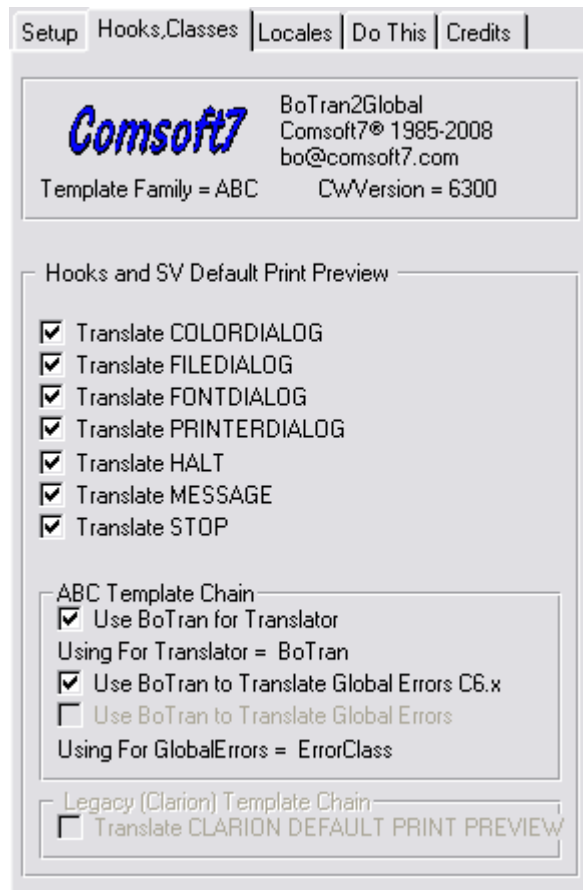 Setup Hooks,Classes Locales Do This Credits
Comsoft7
BoTran2Global
Comsoft7® 1985-2008
bo@comsoft7.com
Template Family = ABC CWVersion = 6300
Hooks and SV Default Print Preview
Translate COLORDIALOG
Translate FILEDIALOG
Translate FONTDIALOG
Translate PRINTERDIALOG
Translate HALT
Translate MESSAGE
Translate STOP
ABC Template Chain
Use BoTran for Translator
Using For Translator = BoTran
Use BoTran to Translate Global Errors C6.x
Use BoTran to Translate Global Errors
Using For GlobalErrors = ErrorClass
Legacy (Clarion) Template Chain
Translate CLARION DEFAULT PRINT PREVIEW